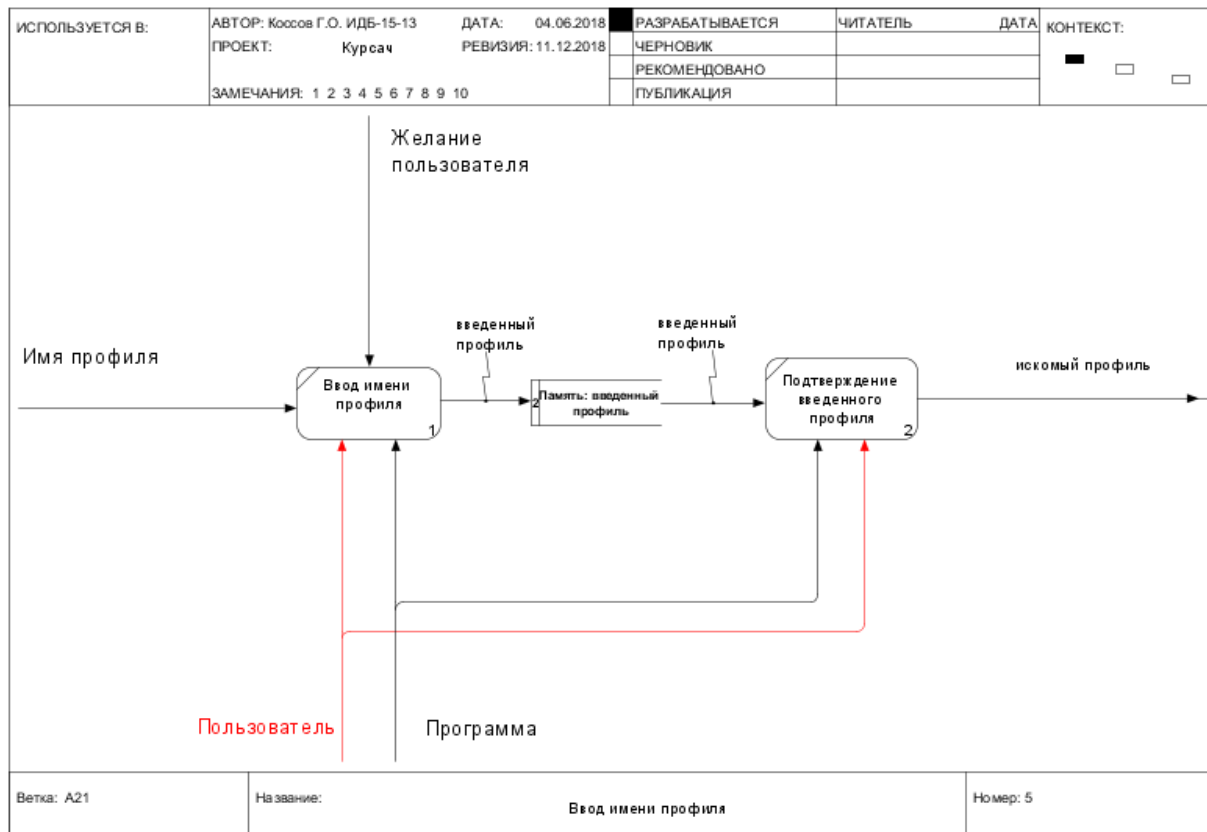 ИСПОЛЬЗУЕТСЯ В:
АВТОР: Коссов Г.О. ИДБ-15-13
ДАТА: 04.06.2018
ПРОЕКТ: Курсач
РЕВИЗИЯ: 11.12.2018
ЗАМЕЧАНИЯ: 1 2 3 4 5 6 7 8 9 10
РАЗРАБАТЫВАЕТСЯ
ЧЕРНОВИК
РЕКОМЕНДОВАНО
ПУБЛИКАЦИЯ
ЧИТАТЕЛЬ
ДАТА
КОНТЕКСТ:
Желание
пользователя
Имя профиля
Ввод имени
профиля
1
введенный
профиль
2
Память: введенный
профиль
введенный
профиль
Подтверждение
введенного
профиля
2
искомый профиль
Пользователь
Программа
Ветка: A21
Название:
Ввод имени профиля
Номер: 5